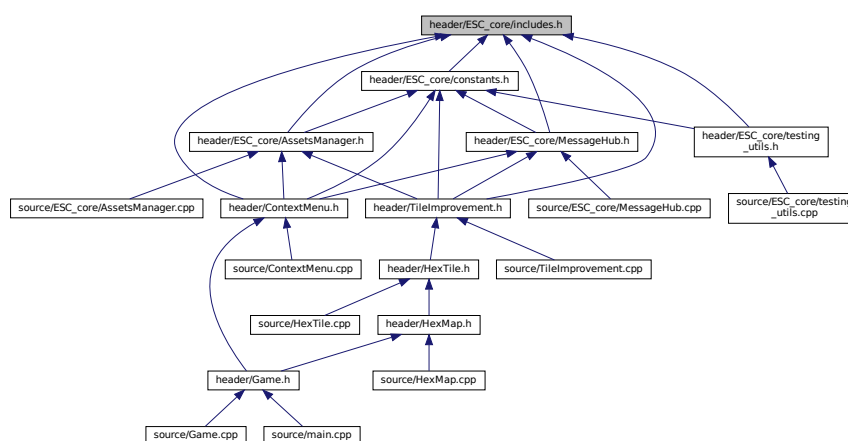 header/ESC_core/includes.h
header/ESC_core/constants.h
header/ESC_core/AssetsManager.h
header/ESC_core/MessageHub.h
header/ESC_core/testing
_utils.h
source/ESC_core/AssetsManager.cpp
header/ContextMenu.h
header/TileImprovement.h
source/ESC_core/MessageHub.cpp
source/ESC_core/testing
_utils.cpp
source/ContextMenu.cpp
header/HexTile.h
source/TileImprovement.cpp
source/HexTile.cpp
header/HexMap.h
header/Game.h
source/HexMap.cpp
source/Game.cpp
source/main.cpp